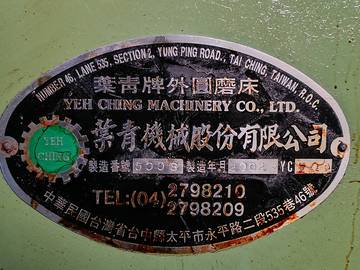 NUMBER 46, LANE 535, SECTION 2, YUNG PING ROAD., TAI CHING, TAIWAN, R.O.C.
葉青牌外圓磨床
YEH CHING MACHINERY CO., LTD.
葉青機械股份有限公司
YEH
CHING
製造番號
製造年月
YC
TEL:(04) 2798210
2798209
中華民國台灣省台中縣太平市永平路二段535巷46號